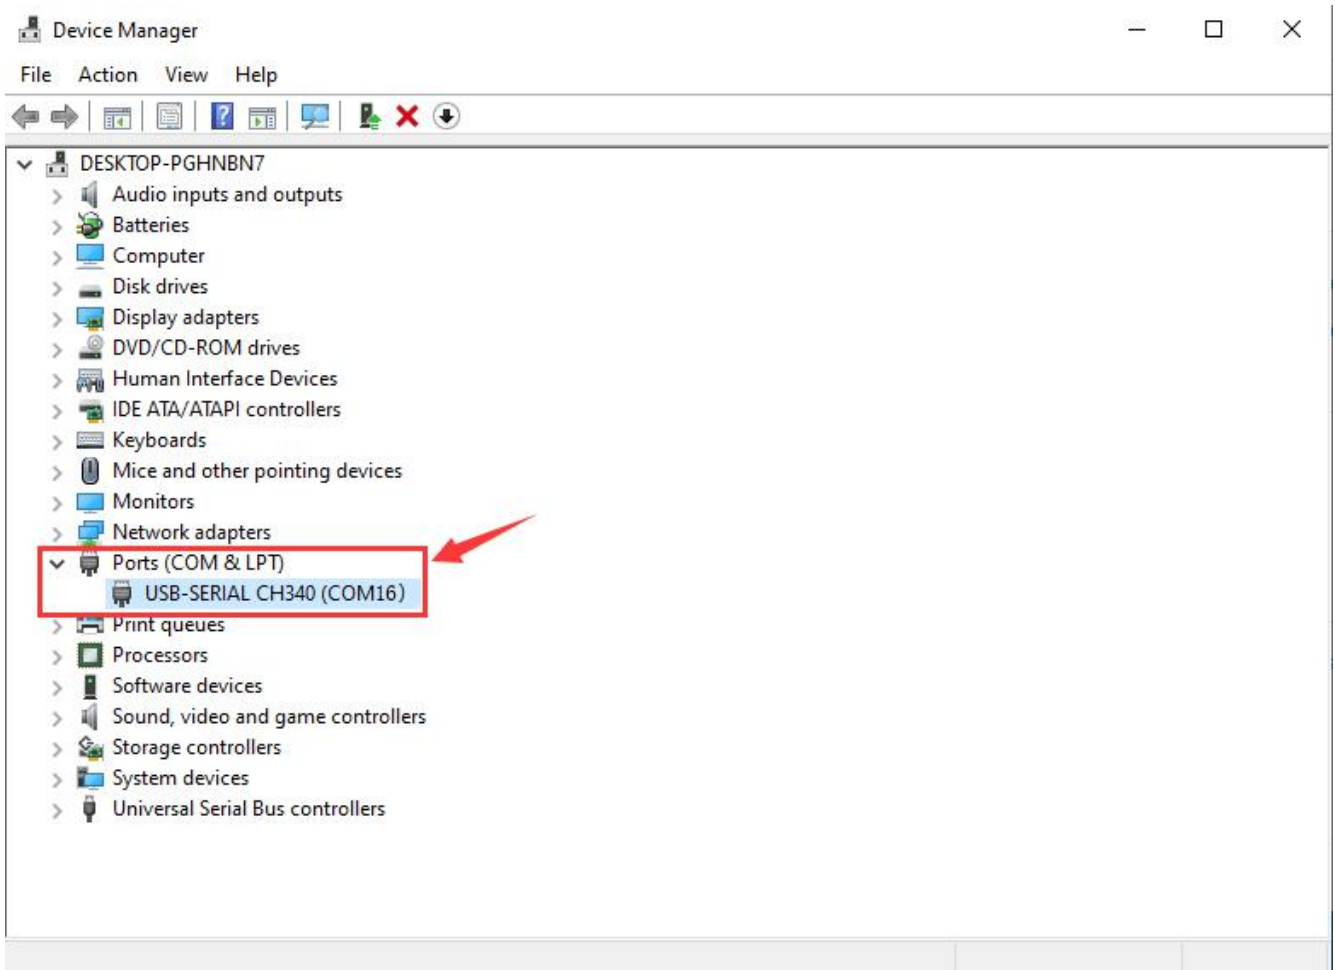 Device Manager
File Action View Help
DESKTOP-PGHNBN7
Audio inputs and outputs
Batteries
Computer
Disk drives
Display adapters
DVD/CD-ROM drives
Human Interface Devices
IDE ATA/ATAPI controllers
Keyboards
Mice and other pointing devices
Monitors
Network adapters
Ports (COM & LPT)
USB-SERIAL CH340 (COM16)
Print queues
Processors
Software devices
Sound, video and game controllers
Storage controllers
System devices
Universal Serial Bus controllers